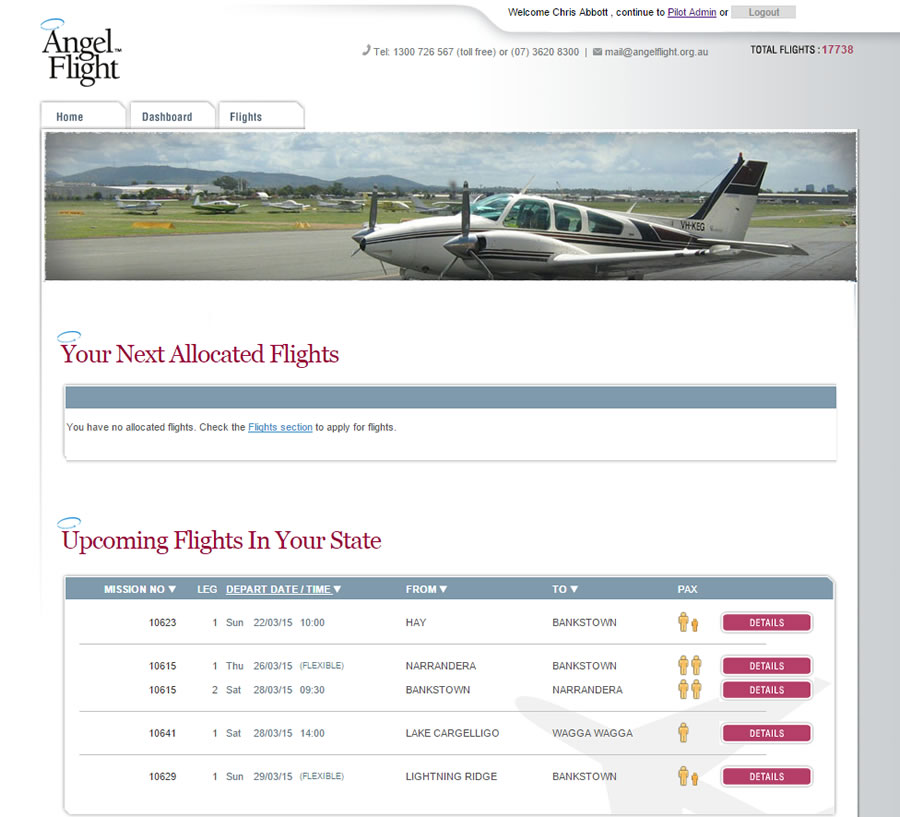 Welcome Chris Abbott , continue to Pilot Admin or Logout
Angel
Flight™
Tel: 1300 726 567 (toll free) or (07) 3620 8300 | mail@angelflight.org.au
TOTAL FLIGHTS : 17738
Home Dashboard Flights
VH-KEG
Your Next Allocated Flights
You have no allocated flights. Check the Flights section to apply for flights.
Upcoming Flights In Your State
MISSION NO ▼ LEG DEPART DATE / TIME ▼ FROM ▼ TO ▼ PAX
10623 1 Sun 22/03/15 10:00 HAY BANKSTOWN DETAILS
10615 1 Thu 26/03/15 (FLEXIBLE) NARRANDERA BANKSTOWN DETAILS
10615 2 Sat 28/03/15 09:30 BANKSTOWN NARRANDERA DETAILS
10641 1 Sat 28/03/15 14:00 LAKE CARGELLIGO WAGGA WAGGA DETAILS
10629 1 Sun 29/03/15 (FLEXIBLE) LIGHTNING RIDGE BANKSTOWN DETAILS